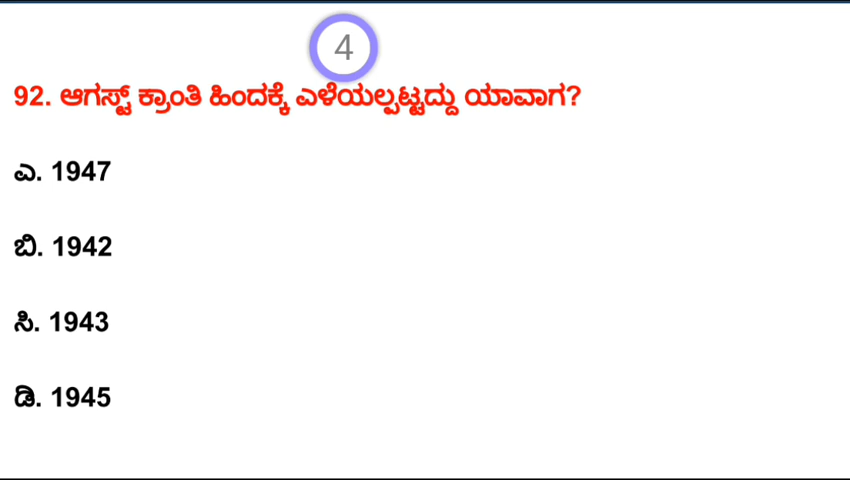 4
92. ಆಗಸ್ಟ್ ಕ್ರಾಂತಿ ಹಿಂದಕ್ಕೆ ಎಳೆಯಲ್ಪಟ್ಟದ್ದು ಯಾವಾಗ?
ಎ. 1947
ಬಿ. 1942
ಸಿ. 1943
ಡಿ. 1945